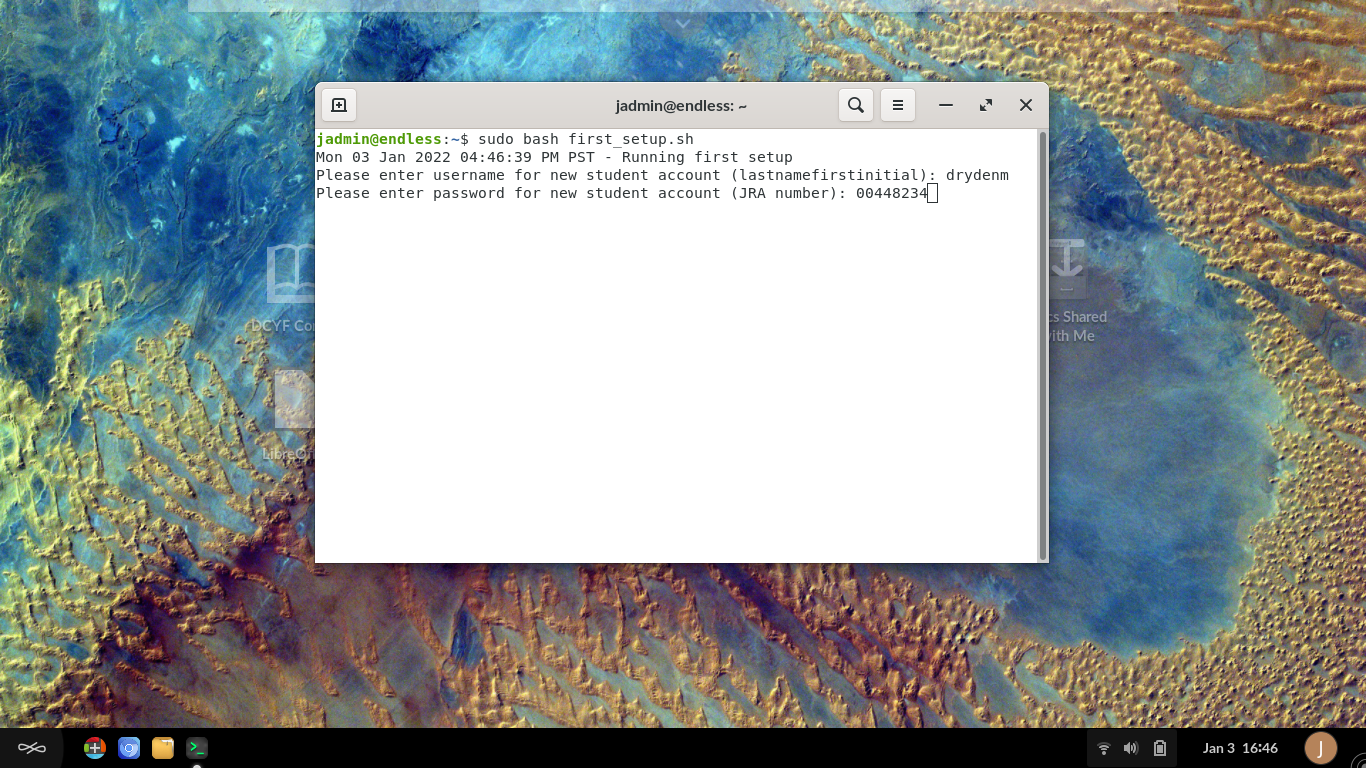 jadmin@endless: ~
jadmin@endless:~$ sudo bash first_setup.sh
Mon 03 Jan 2022 04:46:39 PM PST - Running first setup
Please enter username for new student account (lastnamefirstinitial): drydenm
Please enter password for new student account (JRA number): 00448234
DCYF Co
cs Shared
ith Me
LibreOf
Jan 3 16:46
J